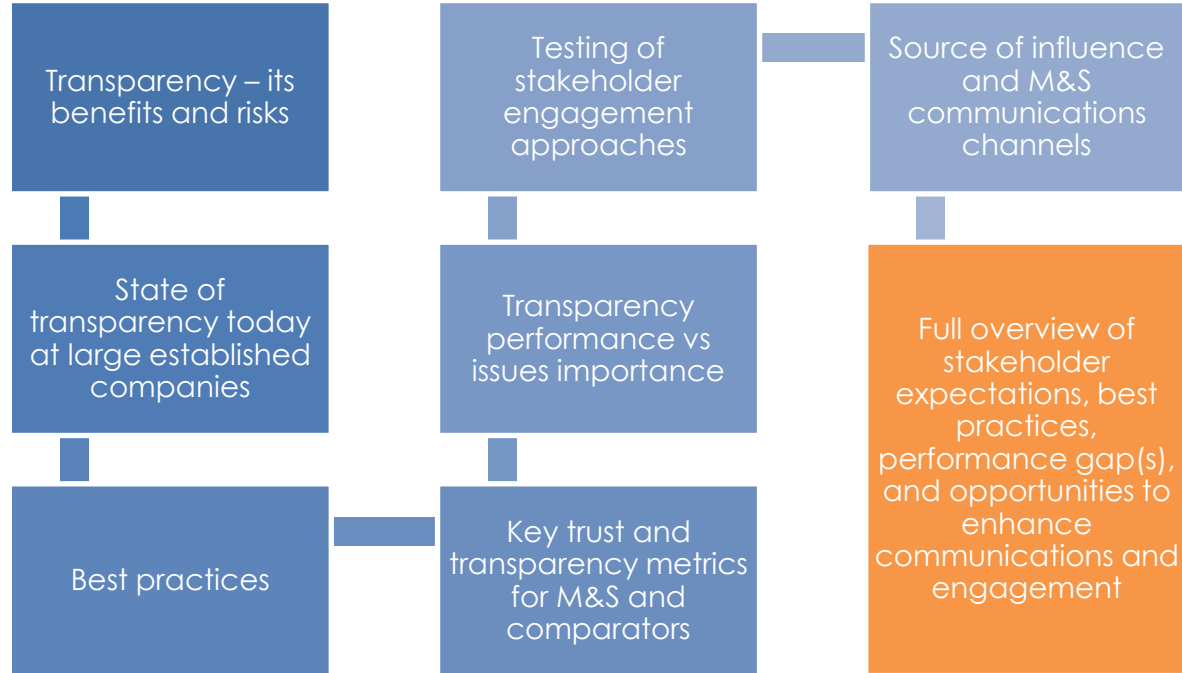 Transparency – its
benefits and risks
State of
transparency today
at large established
companies
Best practices
Key trust and
transparency metrics
for M&S and
comparators
Transparency
performance vs
issues importance
Testing of
stakeholder
engagement
approaches
Source of influence
and M&S
communications
channels
Full overview of
stakeholder
expectations, best
practices,
performance gap(s),
and opportunities to
enhance
communications and
engagement